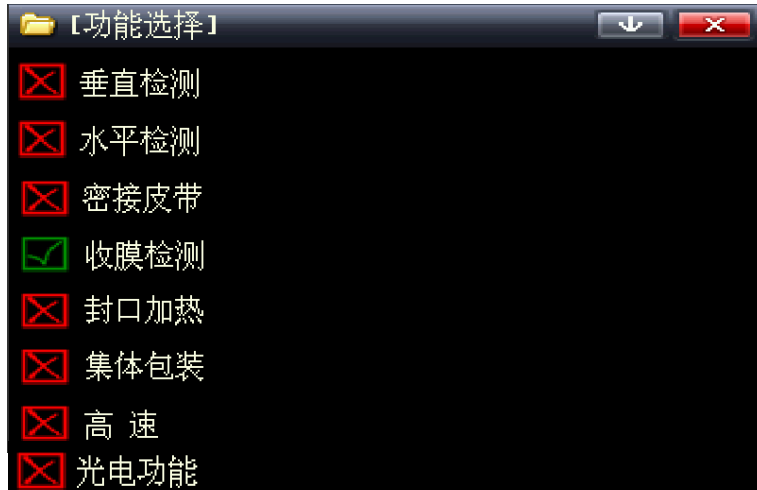 [功能选择]
垂直检测
水平检测
密接皮带
收膜检测
封口加热
集体包装
高 速
光电功能